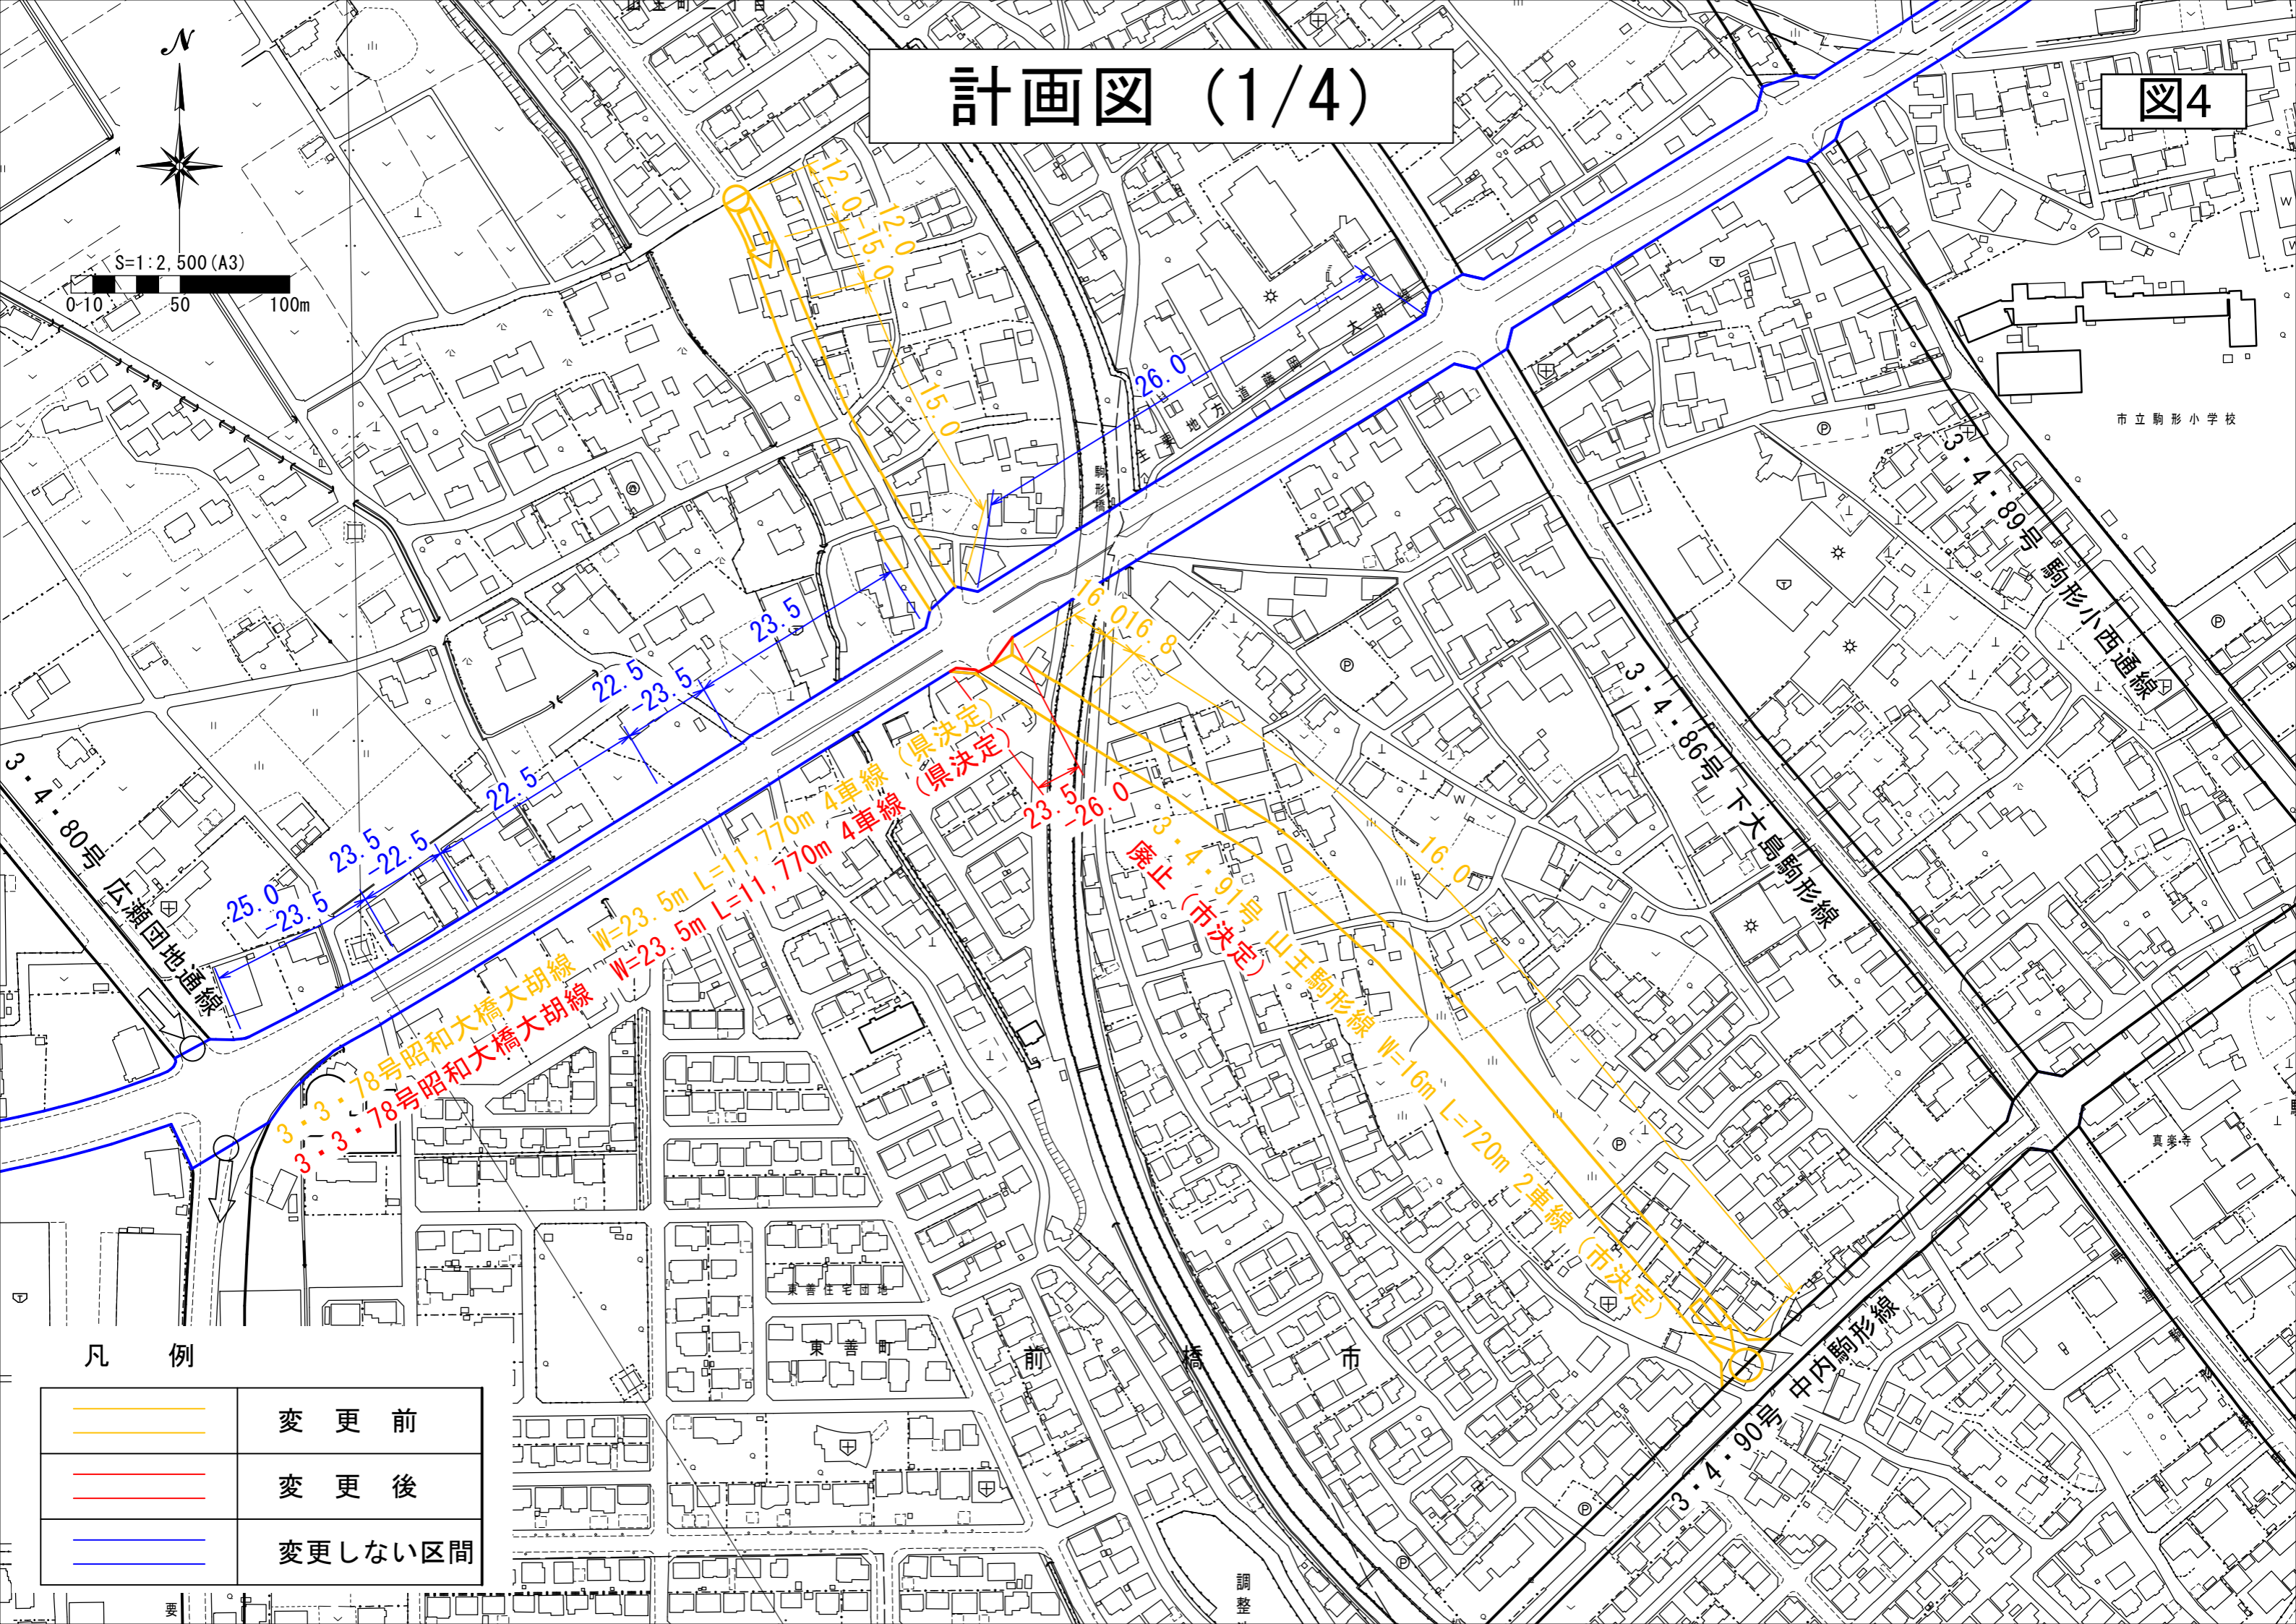 計画図（1/4）
図4
N
S=1:2,500(A3)
0 10 50 100m
12.0
12.0
-15.0
15.0
26.0
主要地方道藤岡大胡線
駒形橋
市立駒形小学校
3・4・89号 駒形小西通線
3・4・86号 下大島駒形線
16.0
16.8
23.5
22.5
-23.5
22.5
23.5
-22.5
25.0
-23.5
3・4・80号 広瀬団地通線
3・3・78号昭和大橋大胡線 W=23.5m L=11,770m 4車線（県決定）
3・3・78号昭和大橋大胡線 W=23.5m L=11,770m 4車線（県決定）
23.5
-26.0
廃止（市決定）
3・4・91号 山王駒形線 W=16m L=720m 2車線（市決定）
16.0
真楽寺
3・4・90号 中内駒形線
東善住宅団地
東善町
前橋市
調整
要
凡 例
変 更 前
変 更 後
変更しない区間